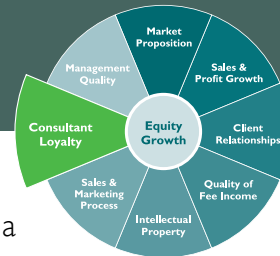 Market
Proposition
Sales &
Profit Growth
Client
Relationships
Quality of
Fee Income
Intellectual
Property
Sales &
Marketing
Process
Consultant
Loyalty
Management
Quality
Equity
Growth
a